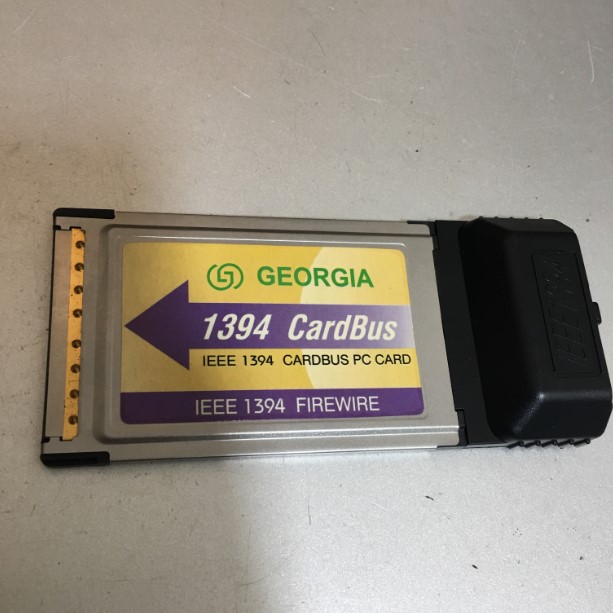 GEORGIA
1394 CardBus
IEEE 1394 CARDBUS PC CARD
IEEE 1394 FIREWIRE